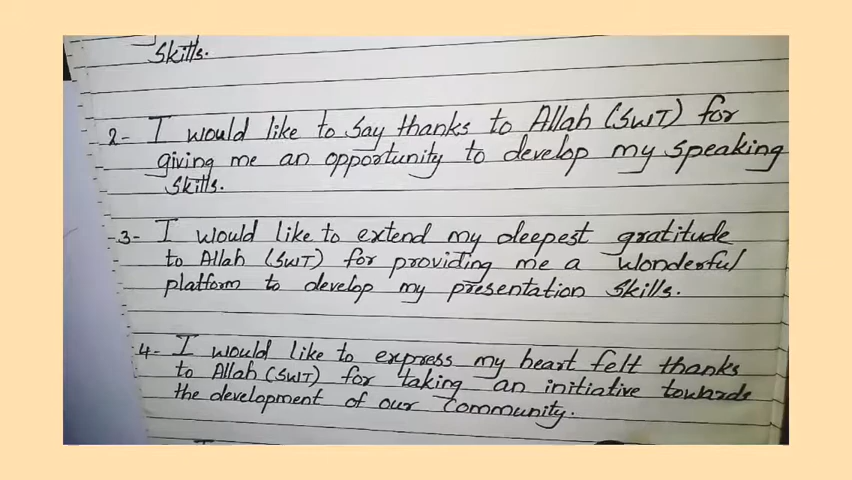 Skills.
2- I would like to say thanks to Allah (SWT) for
giving me an opportunity to develop my speaking
skills.
-3- I would like to extend my deepest gratitude
to Allah (SWT) for providing me a wonderful
platform to develop my presentation skills.
4- I would like to express my heart felt thanks
to Allah (SWT) for taking an initiative towards
the development of our community.